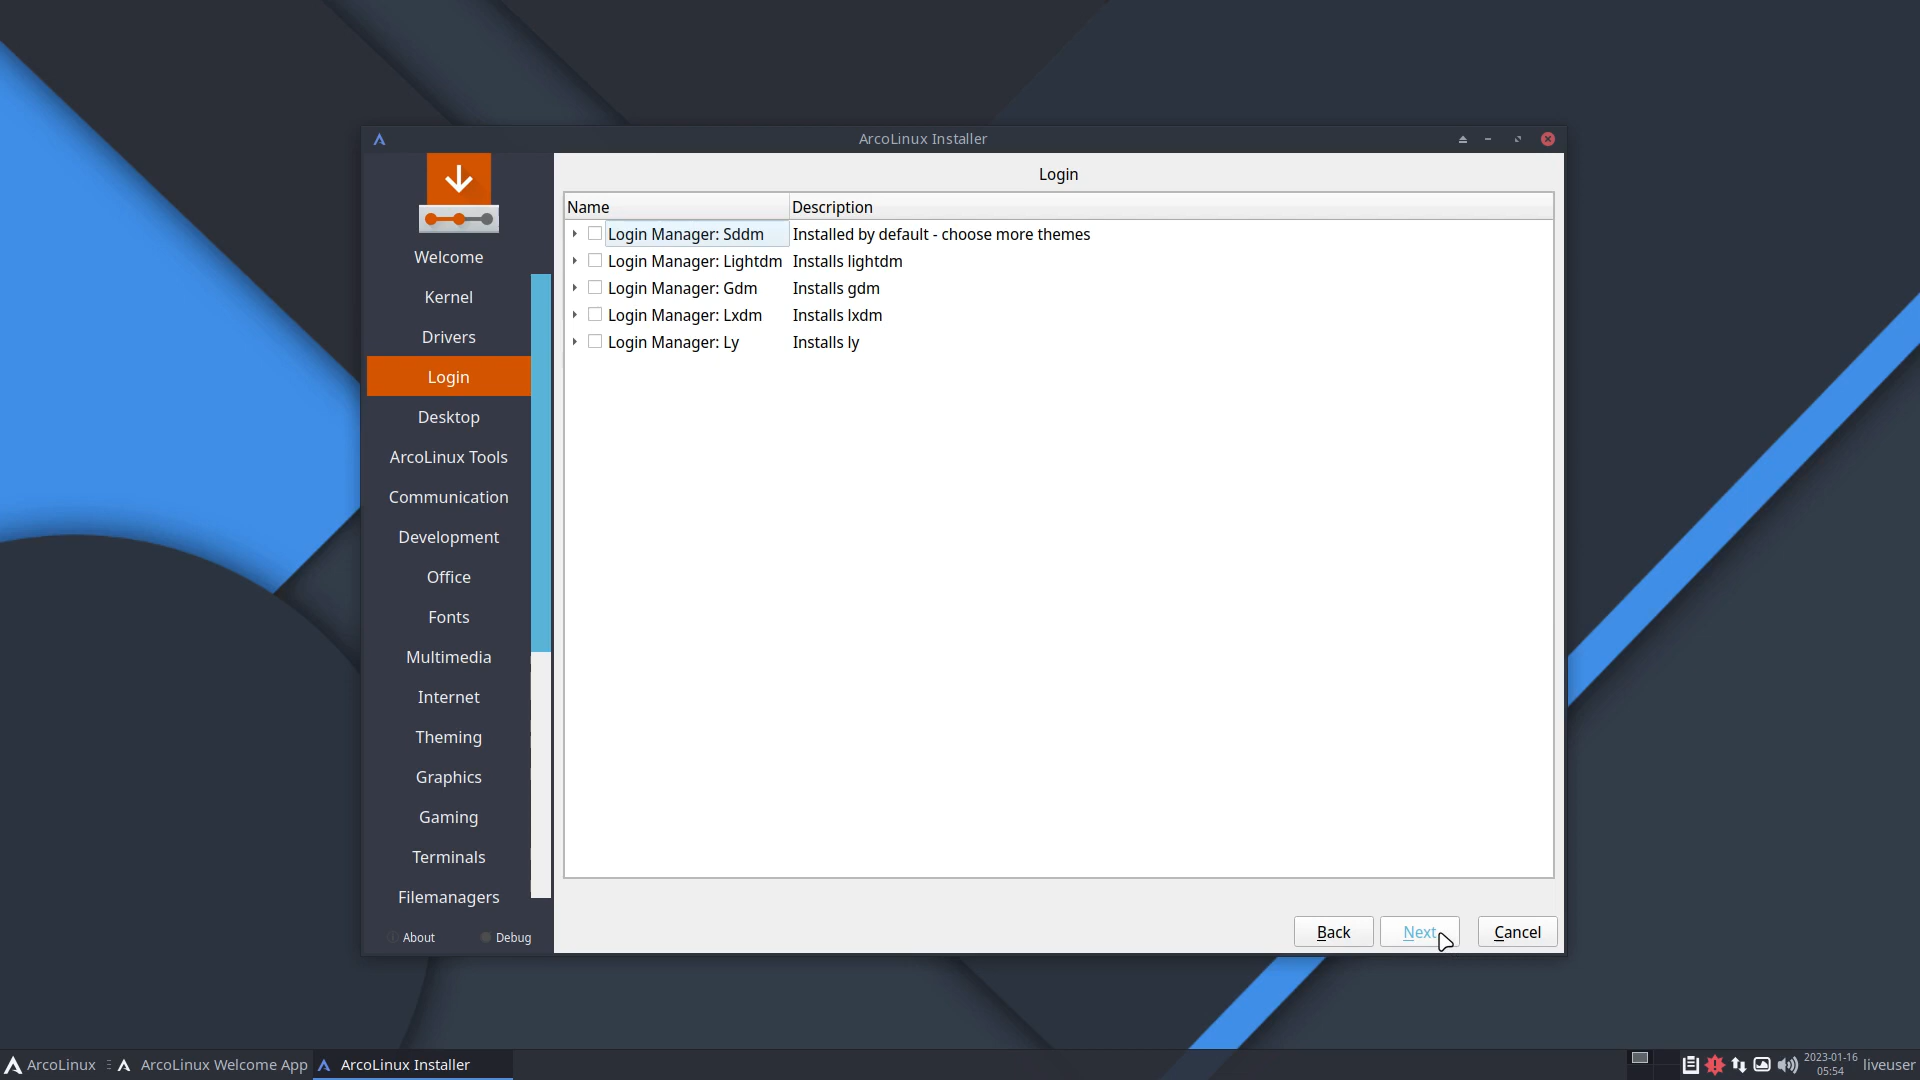 ArcoLinux Installer
Login
Name Description
Login Manager: Sddm Installed by default - choose more themes
Login Manager: Lightdm Installs lightdm
Login Manager: Gdm Installs gdm
Login Manager: Lxdm Installs lxdm
Login Manager: Ly Installs ly
Welcome
Kernel
Drivers
Login
Desktop
ArcoLinux Tools
Communication
Development
Office
Fonts
Multimedia
Internet
Theming
Graphics
Gaming
Terminals
Filemanagers
About Debug
Back Next Cancel
ArcoLinux ArcoLinux Welcome App ArcoLinux Installer
2023-01-16
05:54
liveuser